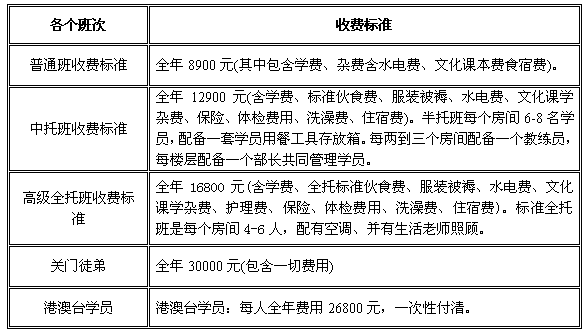 各个班次 收费标准
普通班收费标准 全年 8900 元(其中包含学费、杂费含水电费、文化课本费食宿费)。
中托班收费标准 全年 12900 元(含学费、标准伙食费、服装被褥、水电费、文化课学
杂费、保险、体检费用、洗澡费、住宿费)。半托班每个房间 6-8 名学
员,配备一套学员用餐工具存放箱。每两到三个房间配备一个教练员,
每楼层配备一个部长共同管理学员。
高级全托班收费标
准 全年 16800 元(含学费、全托标准伙食费、服装被褥、水电费、文化
课学杂费、护理费、保险、体检费用、洗澡费、住宿费)。标准全托
班是每个房间 4-6 人,配有空调、并有生活老师照顾。
关门徒弟 全年 30000 元(包含一切费用)
港澳台学员 港澳台学员:每人全年费用 26800 元,一次性付清。